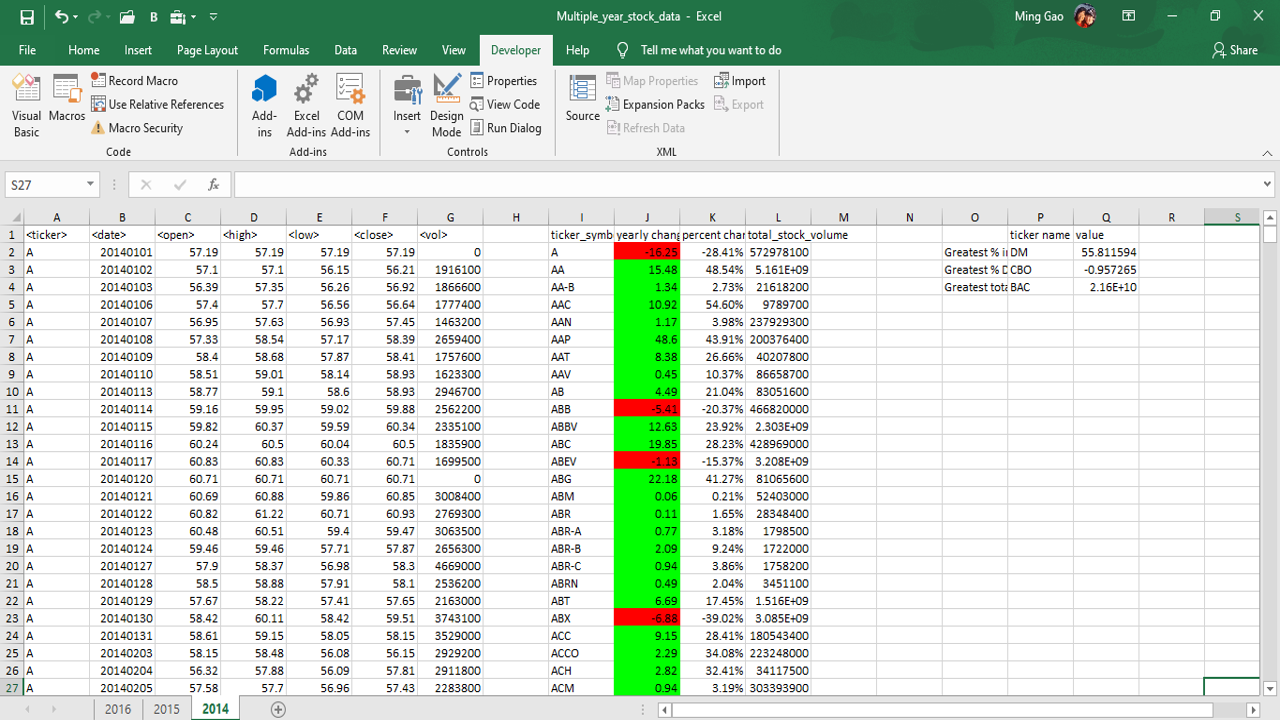 Multiple_year_stock_data - Excel
Ming Gao
File Home Insert Page Layout Formulas Data Review View Developer Help Tell me what you want to do Share
Visual Basic
Macros
Record Macro
Use Relative References
Macro Security
Code
Add-ins
Excel Add-ins
COM Add-ins
Add-ins
Insert
Design Mode
Properties
View Code
Run Dialog
Controls
Source
Map Properties
Expansion Packs
Refresh Data
Import
Export
XML
S27
fx
A B C D E F G H I J K L M N O P Q R S
1 <ticker> <date> <open> <high> <low> <close> <vol> ticker_symb yearly chang percent chan total_stock_volume ticker name value
2 A 20140101 57.19 57.19 57.19 57.19 0 A -16.25 -28.41% 572978100 Greatest % i DM 55.811594
3 A 20140102 57.1 57.1 56.15 56.21 1916100 AA 15.48 48.54% 5.161E+09 Greatest % D CBO -0.957265
4 A 20140103 56.39 57.35 56.26 56.92 1866600 AA-B 1.34 2.73% 21618200 Greatest tota BAC 2.16E+10
5 A 20140106 57.4 57.7 56.56 56.64 1777400 AAC 10.92 54.60% 9789700
6 A 20140107 56.95 57.63 56.93 57.45 1463200 AAN 1.17 3.98% 237929300
7 A 20140108 57.33 58.54 57.17 58.39 2659400 AAP 48.6 43.91% 200376400
8 A 20140109 58.4 58.68 57.87 58.41 1757600 AAT 8.38 26.66% 40207800
9 A 20140110 58.51 59.01 58.14 58.93 1623300 AAV 0.45 10.37% 86658700
10 A 20140113 58.77 59.1 58.6 58.93 2946700 AB 4.49 21.04% 83051600
11 A 20140114 59.16 59.95 59.02 59.88 2562200 ABB -5.41 -20.37% 466820000
12 A 20140115 59.82 60.37 59.59 60.34 2335100 ABBV 12.63 23.92% 2.303E+09
13 A 20140116 60.24 60.5 60.04 60.5 1835900 ABC 19.85 28.23% 428969000
14 A 20140117 60.83 60.83 60.33 60.71 1699500 ABEV -1.13 -15.37% 3.208E+09
15 A 20140120 60.71 60.71 60.71 60.71 0 ABG 22.18 41.27% 81065600
16 A 20140121 60.69 60.88 59.86 60.85 3008400 ABM 0.06 0.21% 52403000
17 A 20140122 60.82 61.22 60.71 60.93 2769300 ABR 0.11 1.65% 28348400
18 A 20140123 60.48 60.51 59.4 59.47 3063500 ABR-A 0.77 3.18% 1798500
19 A 20140124 59.46 59.46 57.71 57.87 2656300 ABR-B 2.09 9.24% 1722000
20 A 20140127 57.9 58.37 56.98 58.3 4669000 ABR-C 0.94 3.86% 1758200
21 A 20140128 58.5 58.88 57.91 58.1 2536200 ABRN 0.49 2.04% 3451100
22 A 20140129 57.67 58.22 57.41 57.65 2163000 ABT 6.69 17.45% 1.516E+09
23 A 20140130 58.42 60.11 58.42 59.51 3743100 ABX -6.88 -39.02% 3.085E+09
24 A 20140131 58.61 59.15 58.05 58.15 3529000 ACC 9.15 28.41% 180543400
25 A 20140203 58.15 58.48 56.08 56.15 2929200 ACCO 2.29 34.08% 223248000
26 A 20140204 56.32 57.88 56.09 57.81 2911800 ACH 2.82 32.41% 34117500
27 A 20140205 57.58 57.7 56.96 57.43 2283800 ACM 0.94 3.19% 303393900
2016 2015 2014